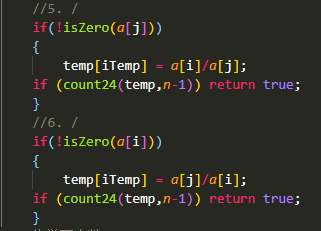 //5. /
if(!isZero(a[j]))
{
temp[iTemp] = a[i]/a[j];
if (count24(temp,n-1)) return true;
}
//6. /
if(!isZero(a[i]))
{
temp[iTemp] = a[j]/a[i];
if (count24(temp,n-1)) return true;
}